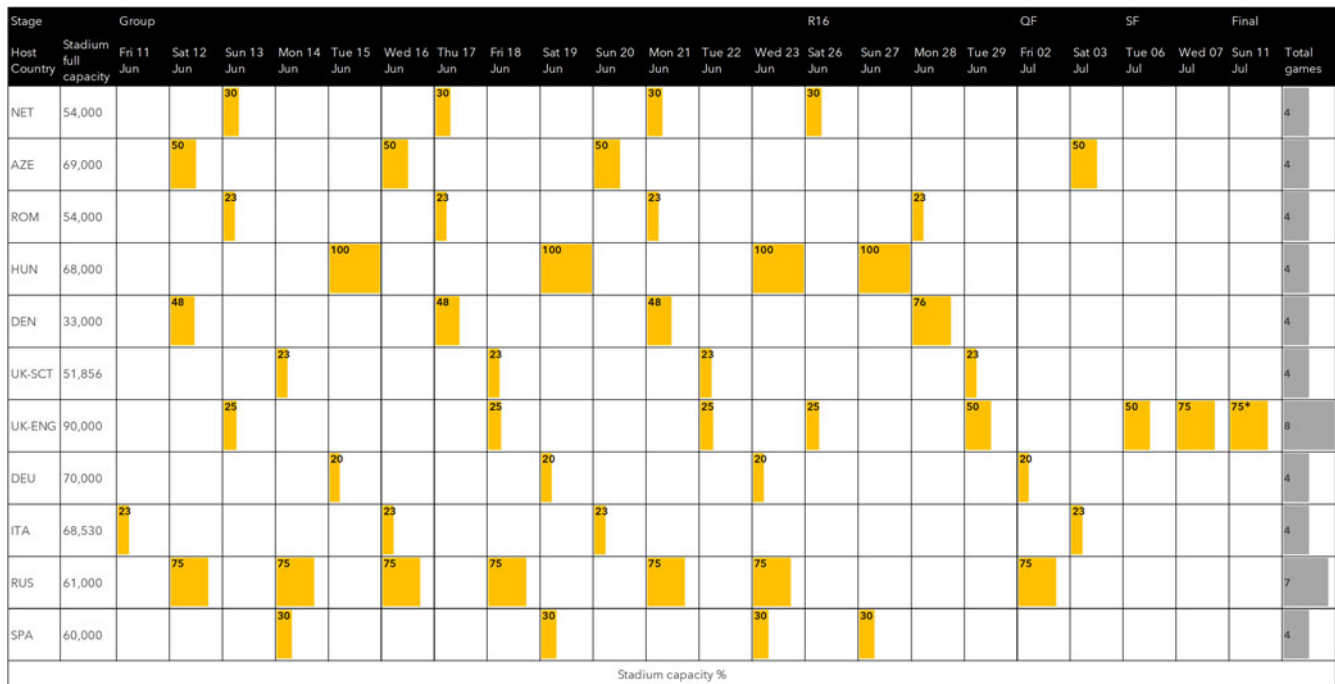 Stage Group R16 QF SF Final
Host Country Stadium full capacity Fri 11 Jun Sat 12 Jun Sun 13 Jun Mon 14 Jun Tue 15 Jun Wed 16 Jun Thu 17 Jun Fri 18 Jun Sat 19 Jun Sun 20 Jun Mon 21 Jun Tue 22 Jun Wed 23 Jun Sat 26 Jun Sun 27 Jun Mon 28 Jun Tue 29 Jun Fri 02 Jul Sat 03 Jul Tue 06 Jul Wed 07 Jul Sun 11 Jul Total games
NET 54,000 30 30 30 30 4
AZE 69,000 50 50 50 50 4
ROM 54,000 23 23 23 23 4
HUN 68,000 100 100 100 100 4
DEN 33,000 48 48 48 76 4
UK-SCT 51,856 23 23 23 23 4
UK-ENG 90,000 25 25 25 25 50 50 75 75* 8
DEU 70,000 20 20 20 20 4
ITA 68,530 23 23 23 23 4
RUS 61,000 75 75 75 75 75 75 75 7
SPA 60,000 30 30 30 30 4
Stadium capacity %